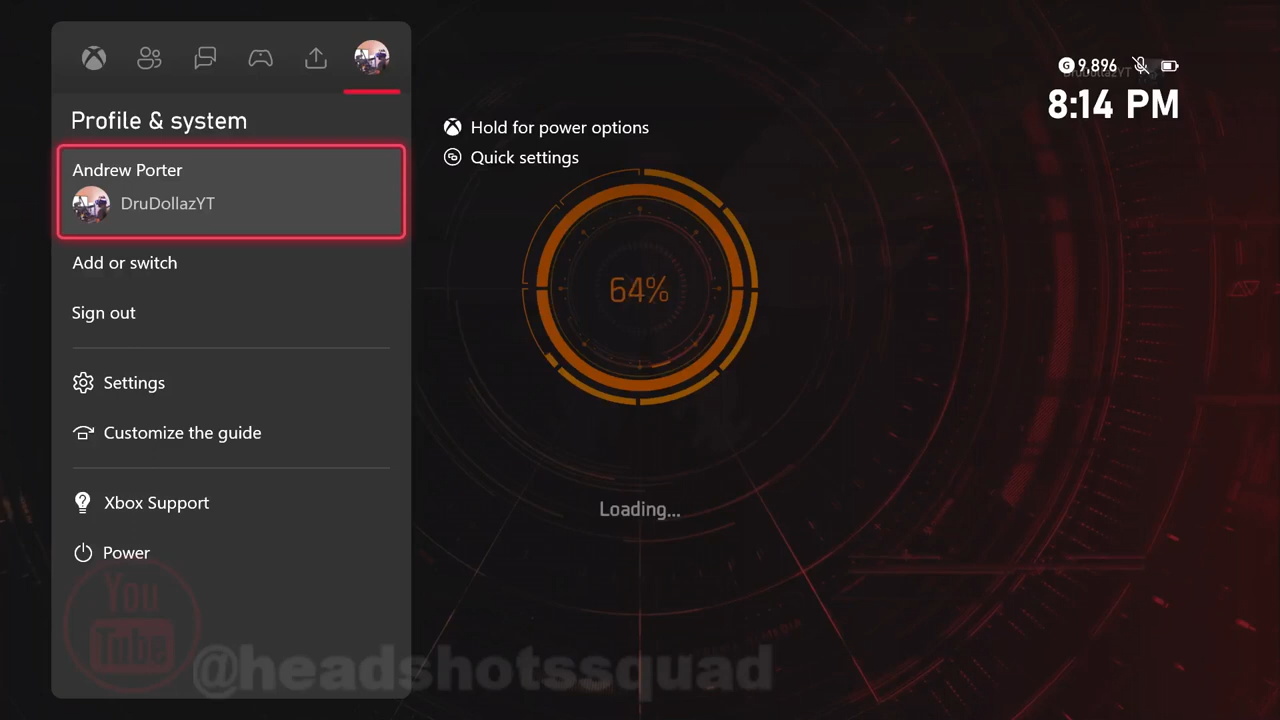 Profile & system
Andrew Porter
DruDollazYT
Add or switch
Sign out
Settings
Customize the guide
Xbox Support
Power
Hold for power options
Quick settings
G 9,896
DruDollazYT
8:14 PM
64%
Loading...
You
Tube
@headshotssquad